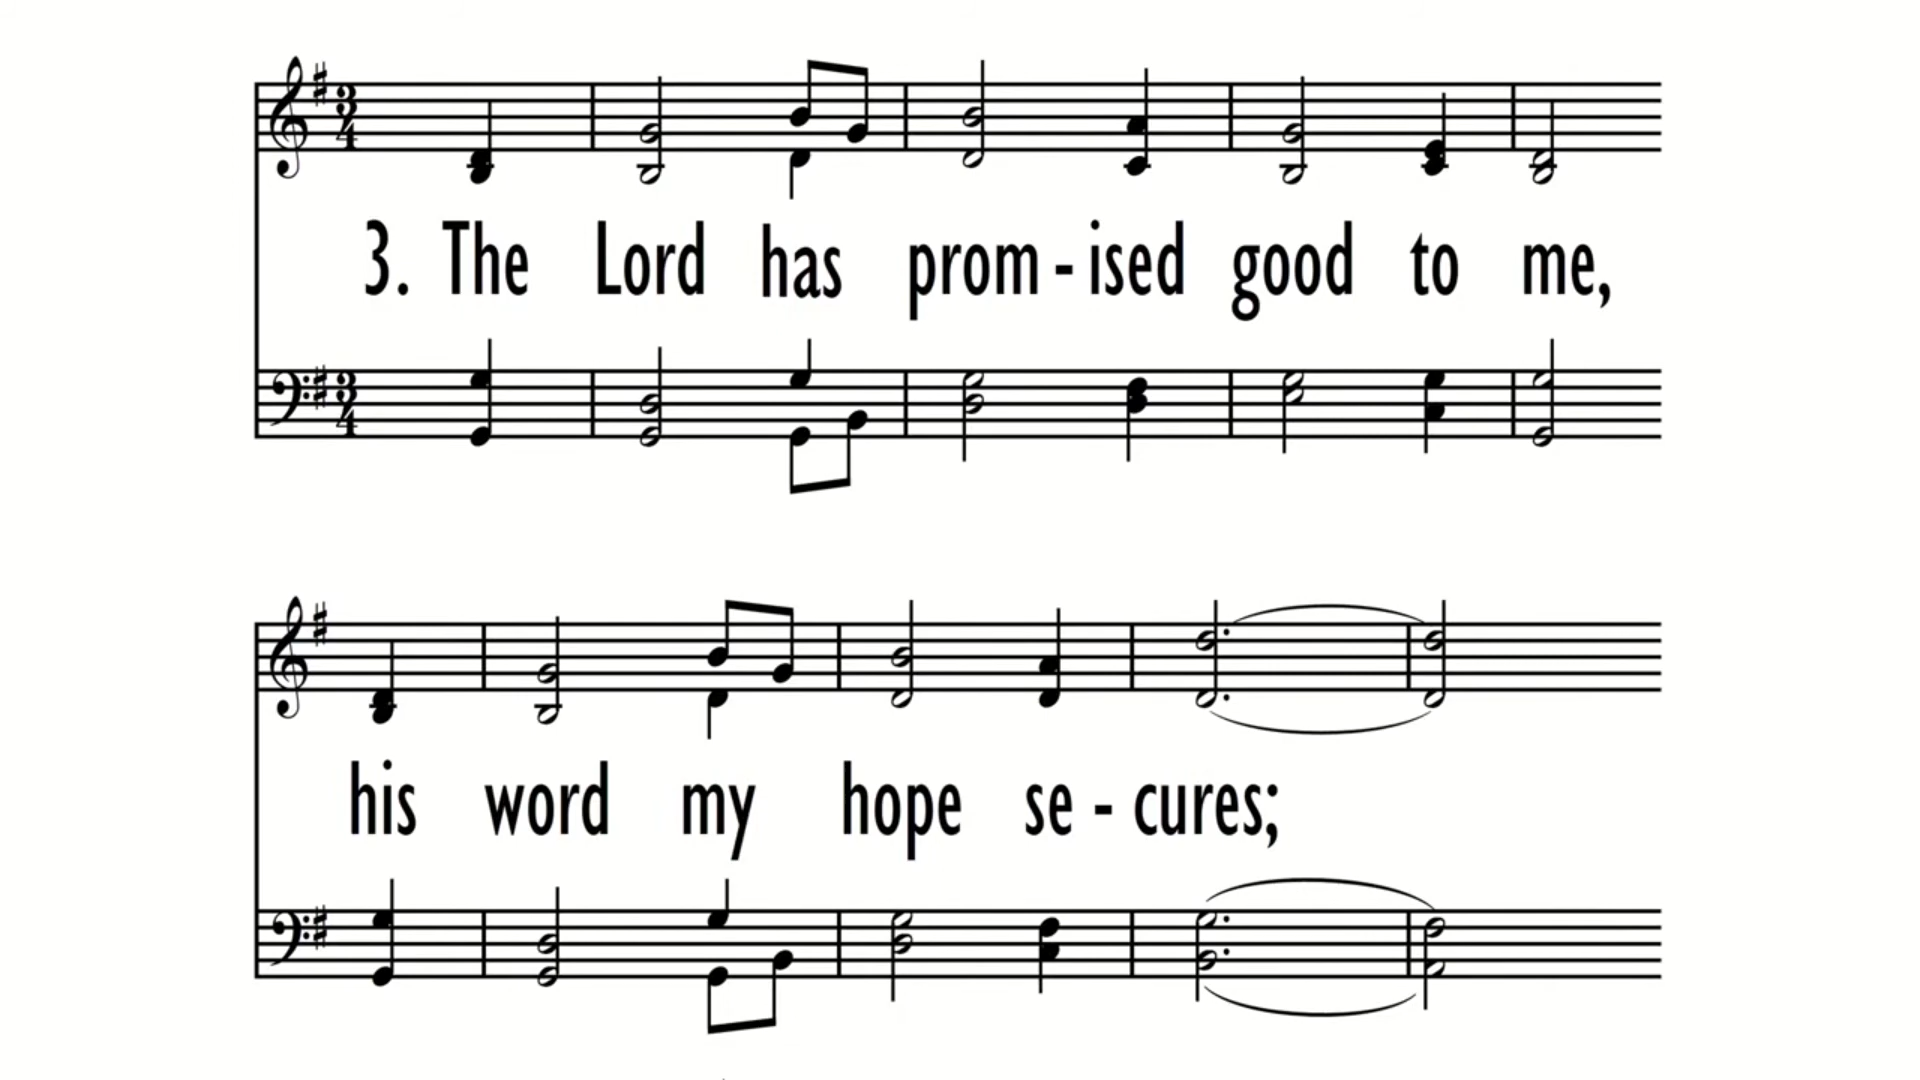 3. The Lord has prom - ised good to me,
his word my hope se - cures;